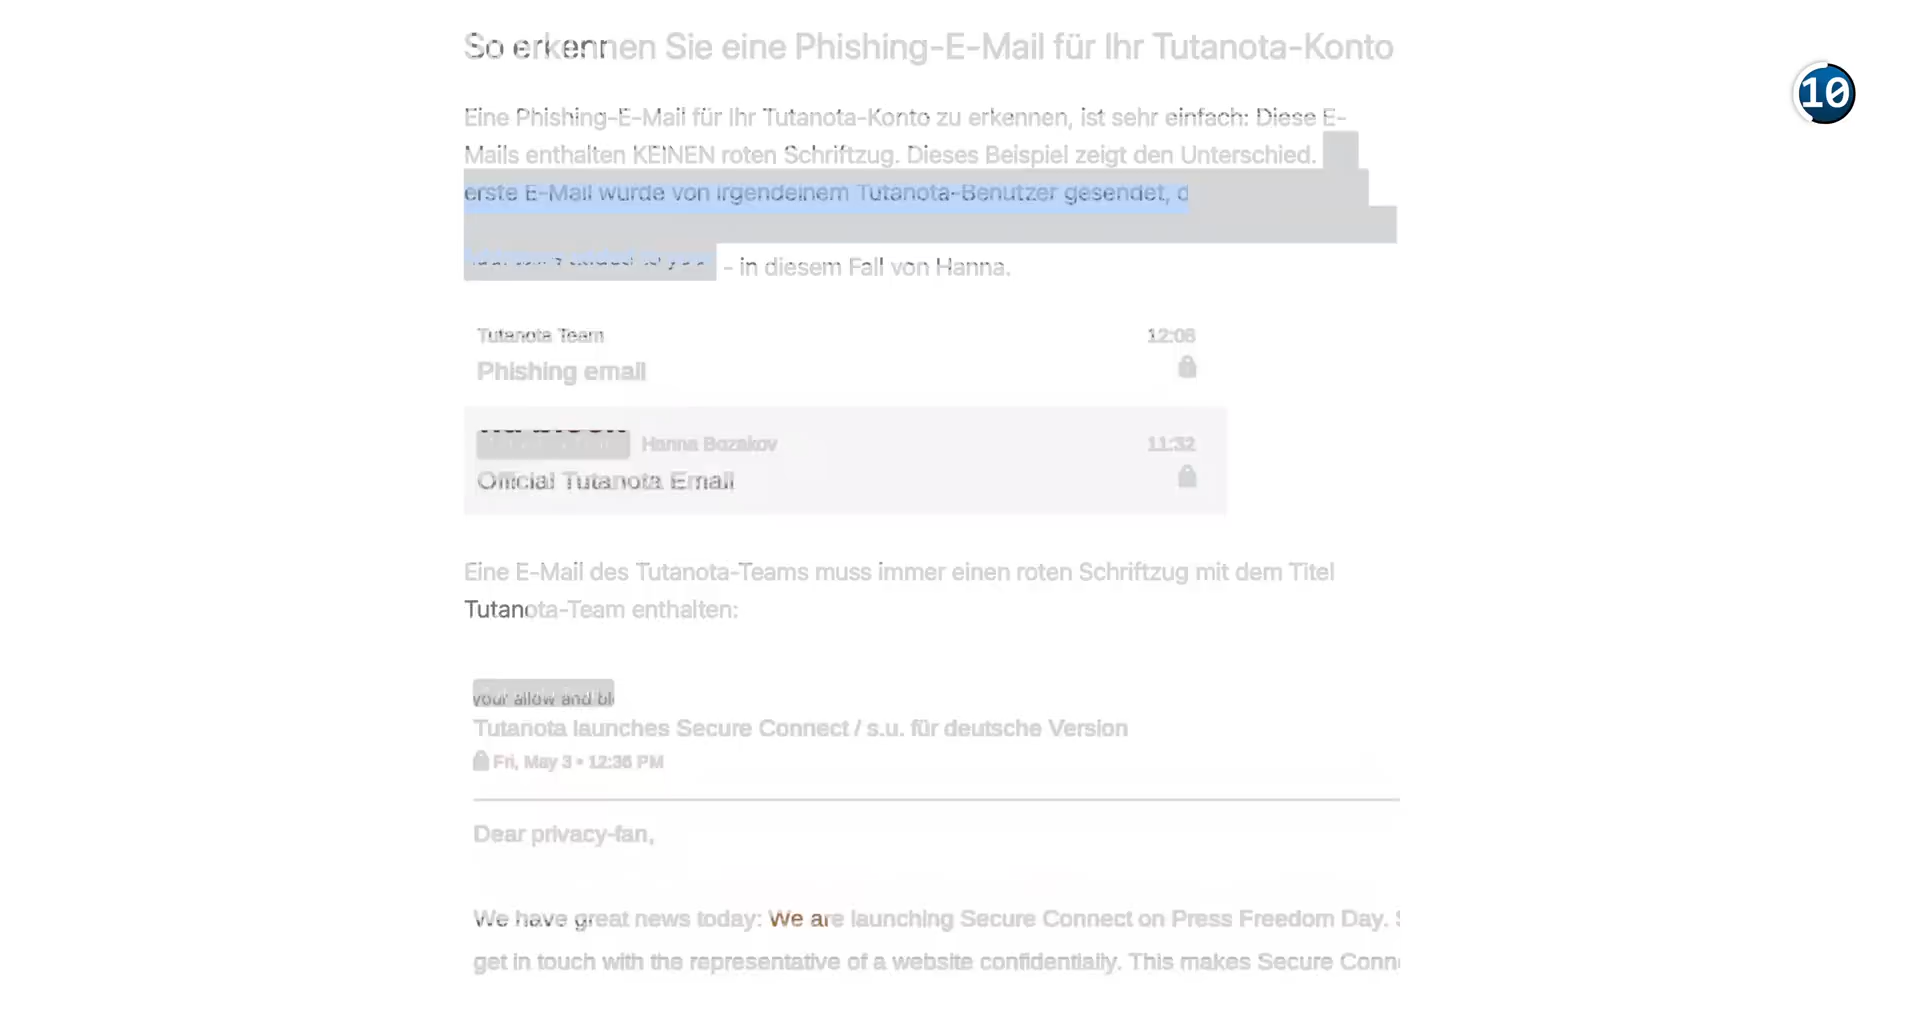 So erkennen Sie eine Phishing-E-Mail für Ihr Tutanota-Konto
10
Eine Phishing-E-Mail für Ihr Tutanota-Konto zu erkennen, ist sehr einfach: Diese E-
Mails enthalten KEINEN roten Schriftzug. Dieses Beispiel zeigt den Unterschied.
erste E-Mail wurde von irgendeinem Tutanota-Benutzer gesendet, d
- in diesem Fall von Hanna.
Tutanota Team 12:08
Phishing email
Hanna Bozakov 11:32
Official Tutanota Email
Eine E-Mail des Tutanota-Teams muss immer einen roten Schriftzug mit dem Titel
Tutanota-Team enthalten:
your allow and bl
Tutanota launches Secure Connect / s.u. für deutsche Version
Fri, May 3 • 12:36 PM
Dear privacy-fan,
We have great news today: We are launching Secure Connect on Press Freedom Day. S
get in touch with the representative of a website confidentially. This makes Secure Conn